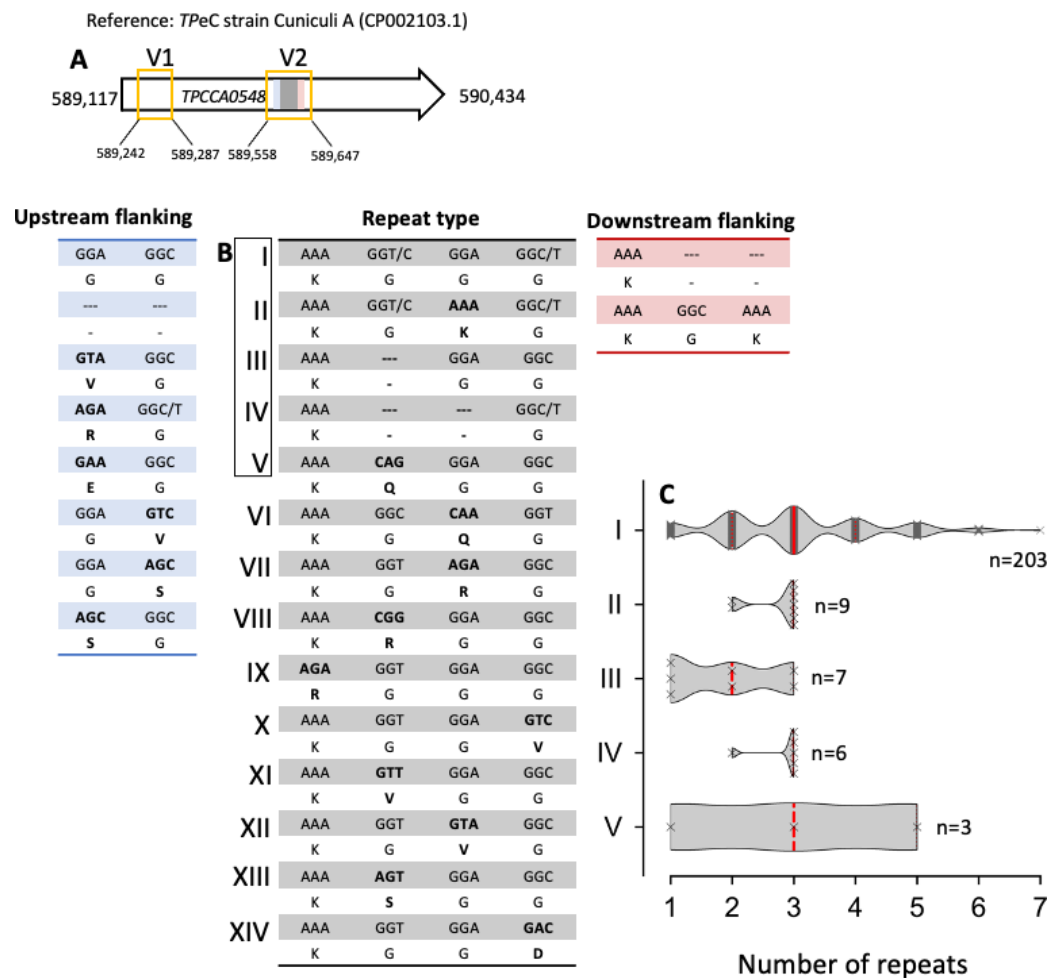 Reference: TPeC strain Cuniculi A (CP002103.1)
A
V1 V2
589,117 TPCCA0548 590,434
589,242 589,287 589,558 589,647
Upstream flanking
GGA GGC
G G
--- ---
- -
GTA GGC
V G
AGA GGC/T
R G
GAA GGC
E G
GGA GTC
G V
GGA AGC
G S
AGC GGC
S G
B
Repeat type
I AAA GGT/C GGA GGC/T
K G G G
II AAA GGT/C AAA GGC/T
K G K G
III AAA --- GGA GGC
K - G G
IV AAA --- --- GGC/T
K - - G
V AAA CAG GGA GGC
K Q G G
VI AAA GGC CAA GGT
K G Q G
VII AAA GGT AGA GGC
K G R G
VIII AAA CGG GGA GGC
K R G G
IX AGA GGT GGA GGC
R G G G
X AAA GGT GGA GTC
K G G V
XI AAA GTT GGA GGC
K V G G
XII AAA GGT GTA GGC
K G V G
XIII AAA AGT GGA GGC
K S G G
XIV AAA GGT GGA GAC
K G G D
Downstream flanking
AAA --- ---
K - -
AAA GGC AAA
K G K
C
I
n=203
II n=9
III n=7
IV n=6
V n=3
1 2 3 4 5 6 7
Number of repeats